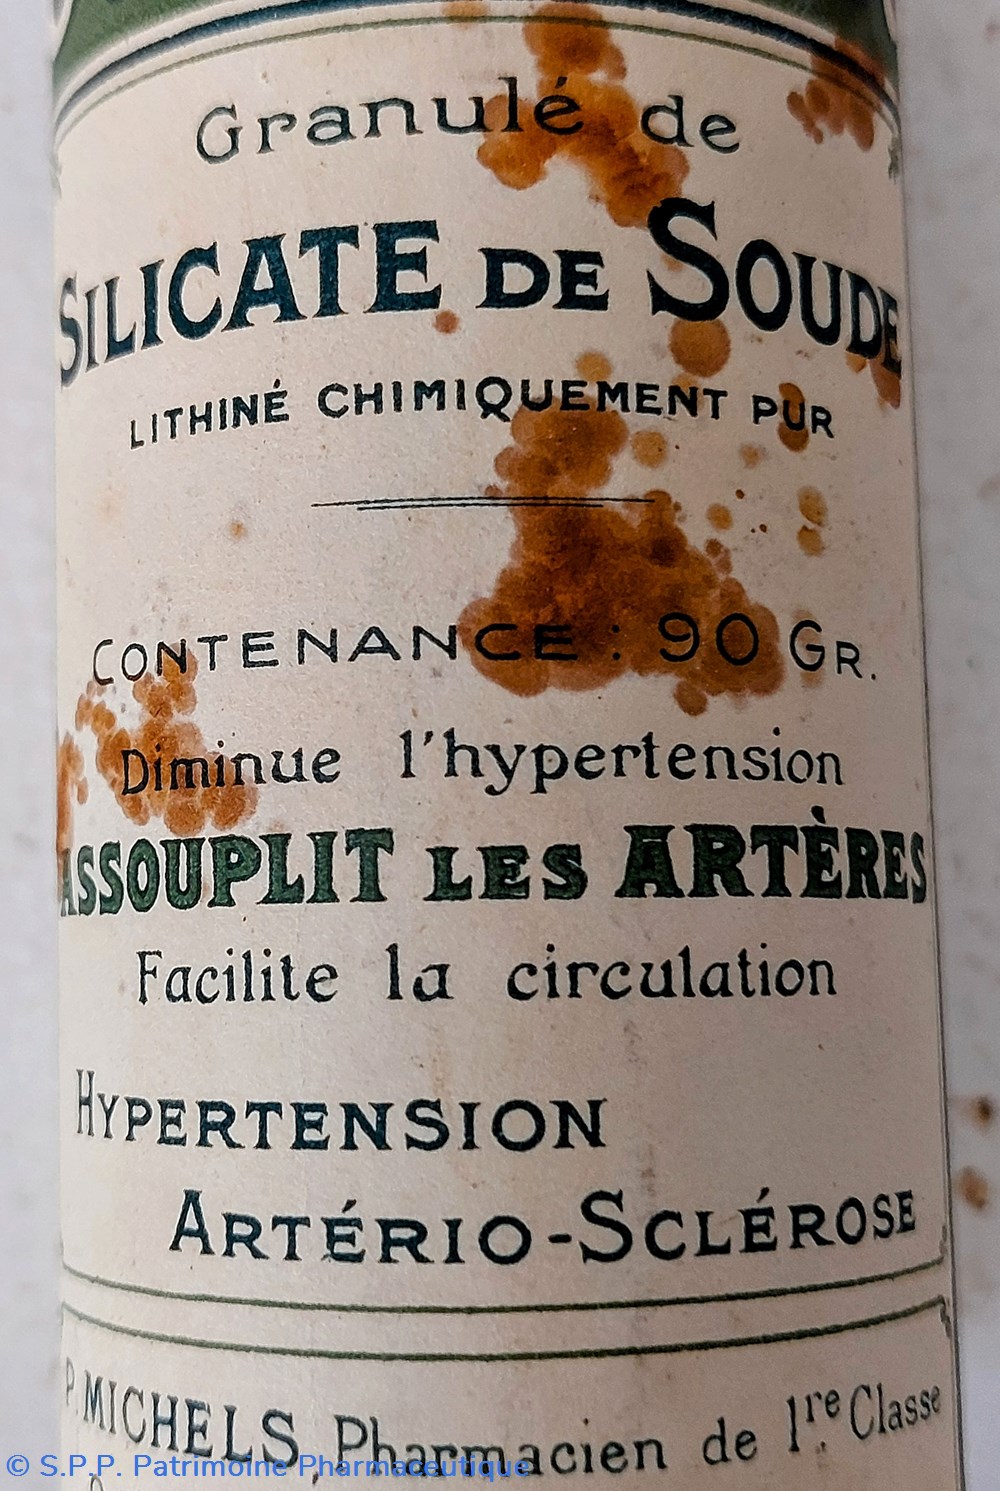 Granulé de
SILICATE DE SOUDE
LITHINÉ CHIMIQUEMENT PUR
CONTENANCE : 90 GR.
Diminue l'hypertension
ASSOUPLIT LES ARTÈRES
Facilite la circulation
HYPERTENSION
ARTÉRIO-SCLÉROSE
P. MICHELS, Pharmacien de 1re Classe
© S.P.P. Patrimoine Pharmaceutique